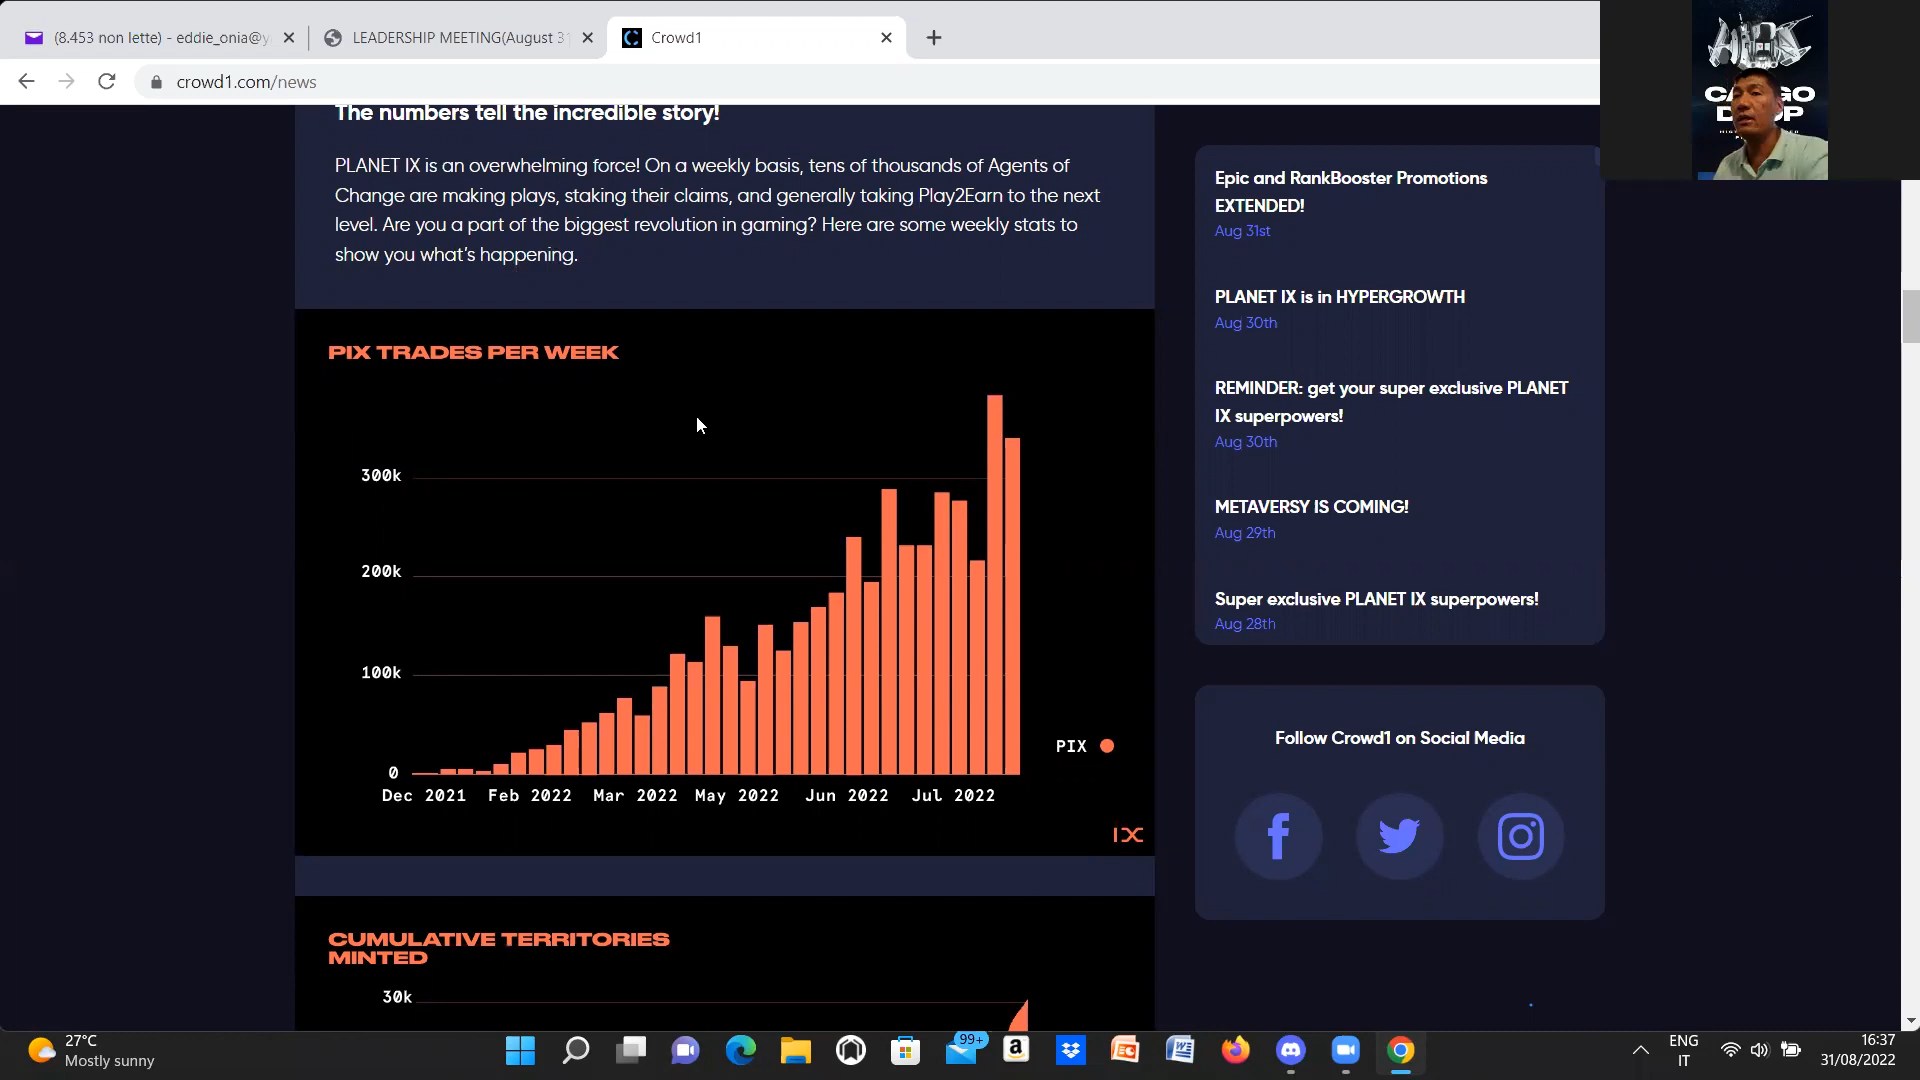 (8.453 non lette) - eddie_onia@y
LEADERSHIP MEETING(August 31
Crowd1
crowd1.com/news
The numbers tell the incredible story!
PLANET IX is an overwhelming force! On a weekly basis, tens of thousands of Agents of
Change are making plays, staking their claims, and generally taking Play2Earn to the next
level. Are you a part of the biggest revolution in gaming? Here are some weekly stats to
show you what's happening.
PIX TRADES PER WEEK
300k
200k
100k
0
Dec 2021 Feb 2022 Mar 2022 May 2022 Jun 2022 Jul 2022
PIX
IX
CUMULATIVE TERRITORIES
MINTED
30k
Epic and RankBooster Promotions
EXTENDED!
Aug 31st
PLANET IX is in HYPERGROWTH
Aug 30th
REMINDER: get your super exclusive PLANET
IX superpowers!
Aug 30th
METAVERSY IS COMING!
Aug 29th
Super exclusive PLANET IX superpowers!
Aug 28th
Follow Crowd1 on Social Media
27°C
Mostly sunny
99+
ENG
IT
16:37
31/08/2022